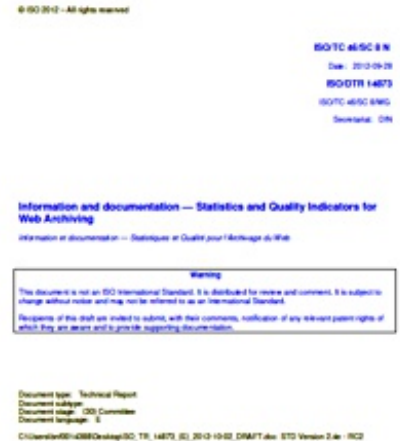 © ISO 2012 – All rights reserved
ISO/TC 46/SC 8 N
Date: 2012-09-28
ISO/DTR 14873
ISO/TC 46/SC 8/WG
Secretariat: DIN
Information and documentation — Statistics and Quality Indicators for
Web Archiving
Information et documentation — Statistiques et Qualité pour l'Archivage du Web
Warning
This document is not an ISO International Standard. It is distributed for review and comment. It is subject to
change without notice and may not be referred to as an International Standard.
Recipients of this draft are invited to submit, with their comments, notification of any relevant patent rights of
which they are aware and to provide supporting documentation.
Document type: Technical Report
Document subtype:
Document stage: (30) Committee
Document language: E
STD Version 2.4c